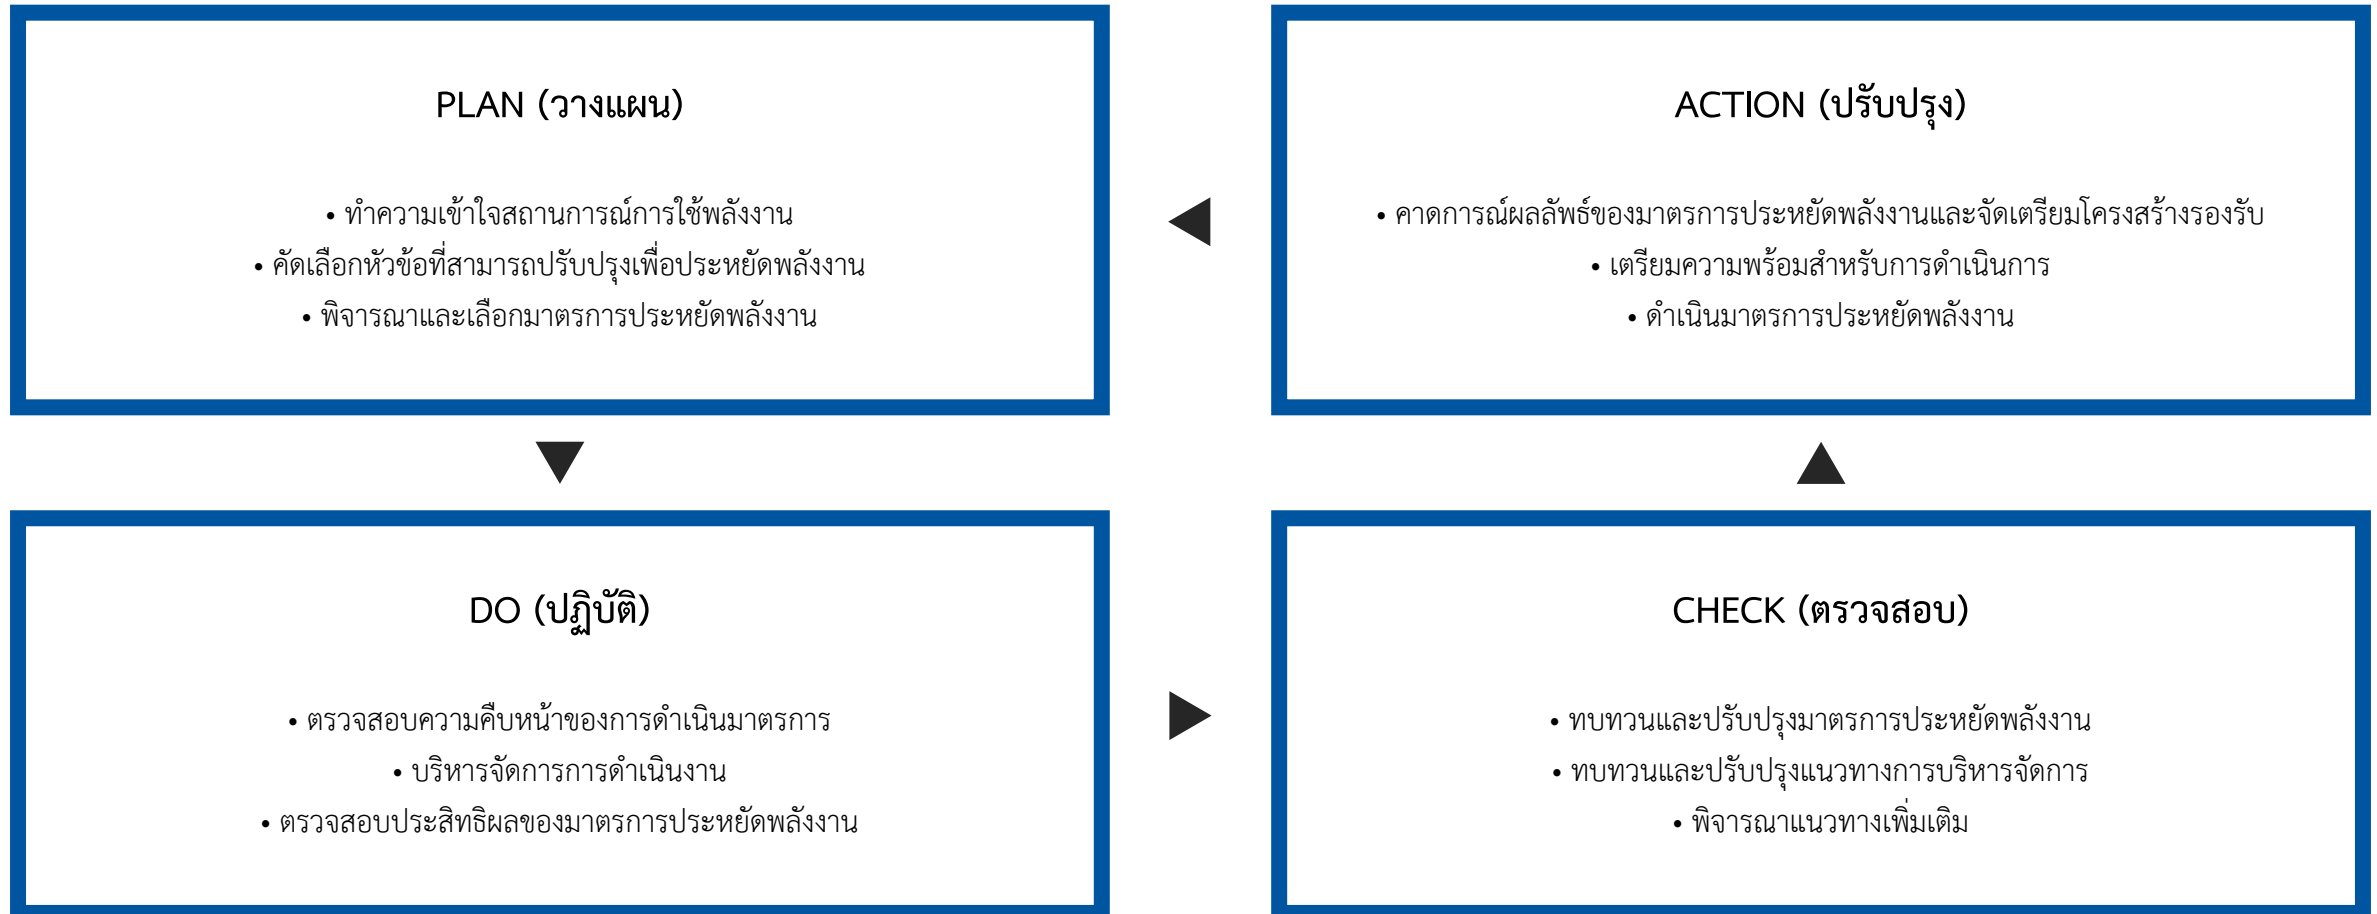 PLAN (วางแผน)
• ทำความเข้าใจสถานการณ์การใช้พลังงาน
• คัดเลือกหัวข้อที่สามารถปรับปรุงเพื่อประหยัดพลังงาน
• พิจารณาและเลือกมาตรการประหยัดพลังงาน
ACTION (ปรับปรุง)
• คาดการณ์ผลลัพธ์ของมาตรการประหยัดพลังงานและจัดเตรียมโครงสร้างรองรับ
• เตรียมความพร้อมสำหรับการดำเนินการ
• ดำเนินมาตรการประหยัดพลังงาน
DO (ปฏิบัติ)
• ตรวจสอบความคืบหน้าของการดำเนินมาตรการ
• บริหารจัดการการดำเนินงาน
• ตรวจสอบประสิทธิผลของมาตรการประหยัดพลังงาน
CHECK (ตรวจสอบ)
• ทบทวนและปรับปรุงมาตรการประหยัดพลังงาน
• ทบทวนและปรับปรุงแนวทางการบริหารจัดการ
• พิจารณาแนวทางเพิ่มเติม